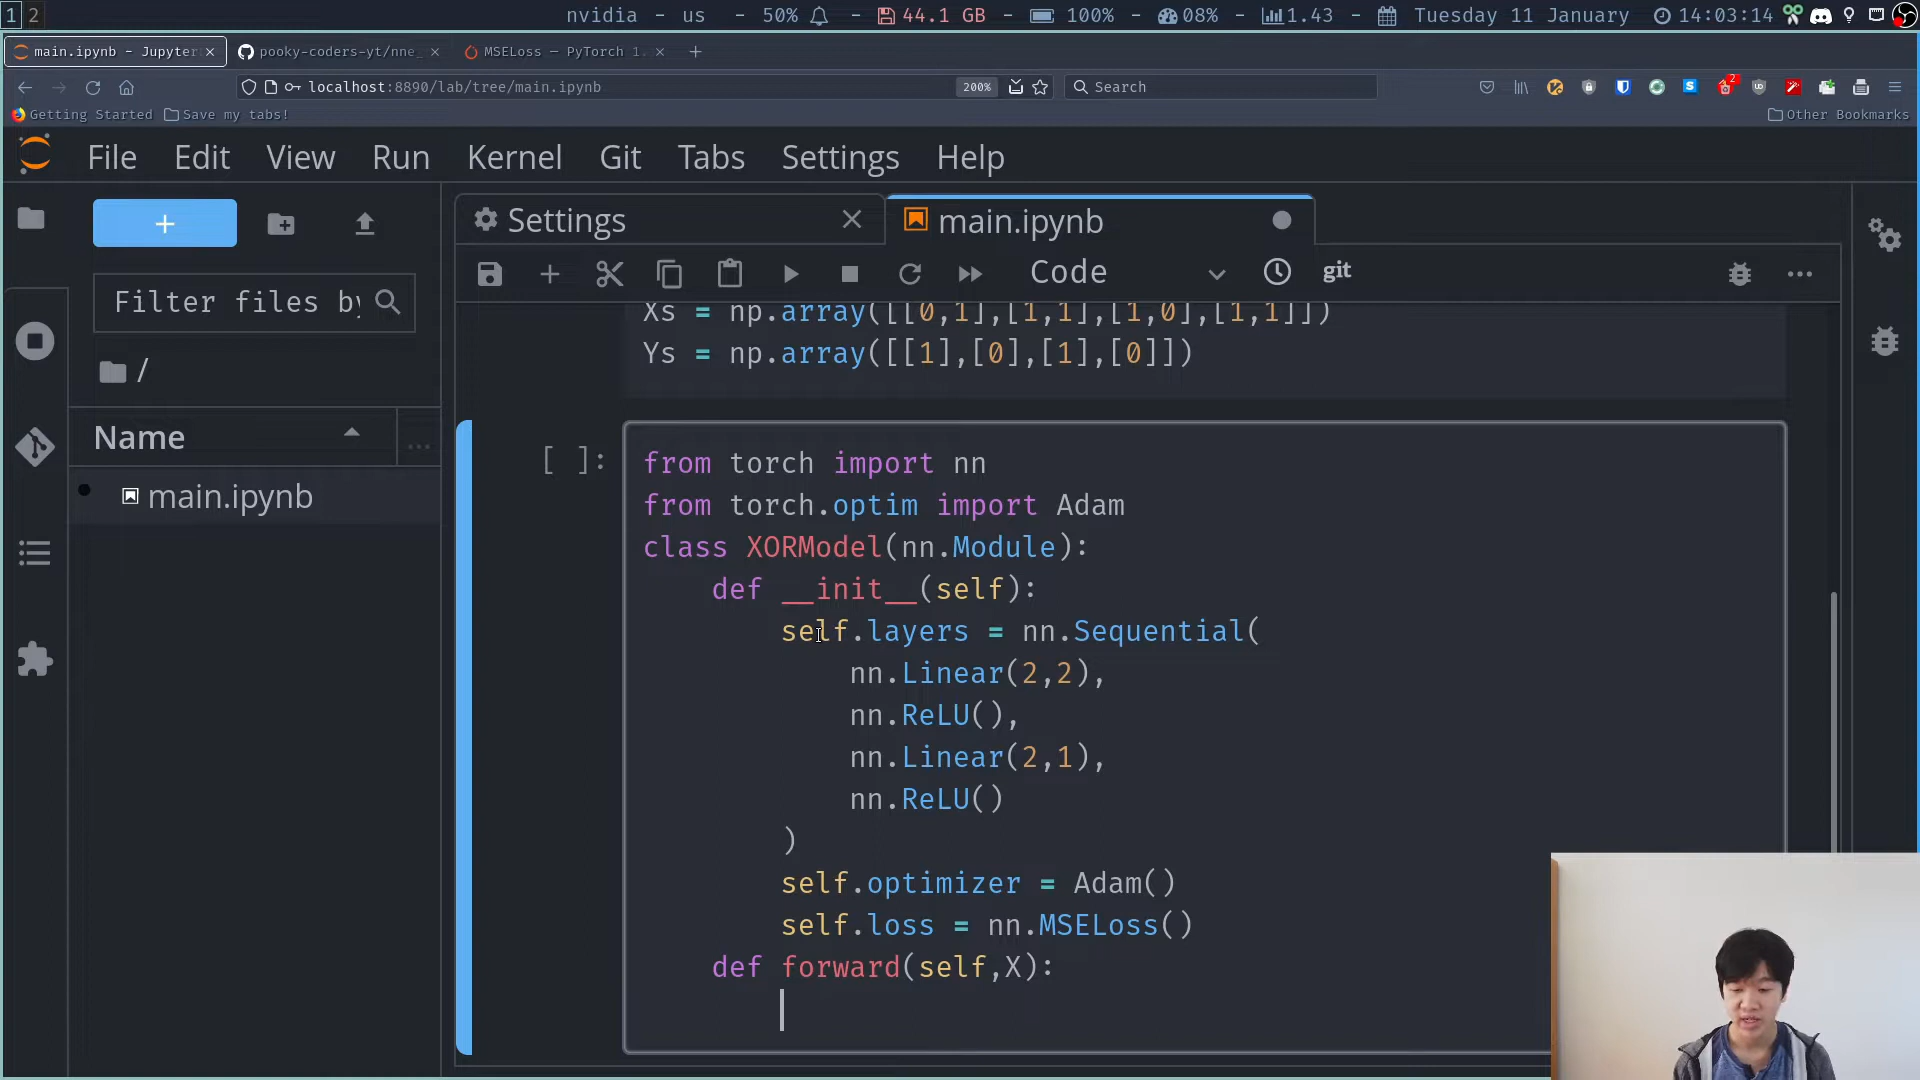 1 2 nvidia - us - 50% - 44.1 GB - 100% - 08% - 1.43 - Tuesday 11 January 14:03:14
main.ipynb - Jupyter pooky-coders-yt/nne_ MSELoss — PyTorch 1.
localhost:8890/lab/tree/main.ipynb 200% Search 2
Getting Started Save my tabs! Other Bookmarks
File Edit View Run Kernel Git Tabs Settings Help
+
Filter files by
/
Name ...
main.ipynb
Settings main.ipynb
Code git
Xs = np.array([[0,1],[1,1],[1,0],[1,1]])
Ys = np.array([[1],[0],[1],[0]])
[ ]:
from torch import nn
from torch.optim import Adam
class XORModel(nn.Module):
    def __init__(self):
        self.layers = nn.Sequential(
            nn.Linear(2,2),
            nn.ReLU(),
            nn.Linear(2,1),
            nn.ReLU()
        )
        self.optimizer = Adam()
        self.loss = nn.MSELoss()
    def forward(self,X):